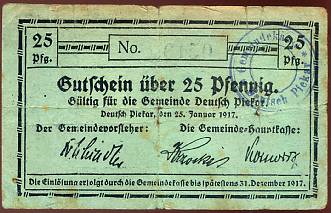 25
Pfg.
No.
25
Pfg.
Gutschein über 25 Pfennig.
Gültig für die Gemeinde Deutsch Piekar.
Deutsch Piekar, den 25. Januar 1917.
Der Gemeindevorsteher: Die Gemeinde-Hauptkasse:
Die Einlösung erfolgt durch die Gemeindekasse bis spätestens 31. Dezember 1917.